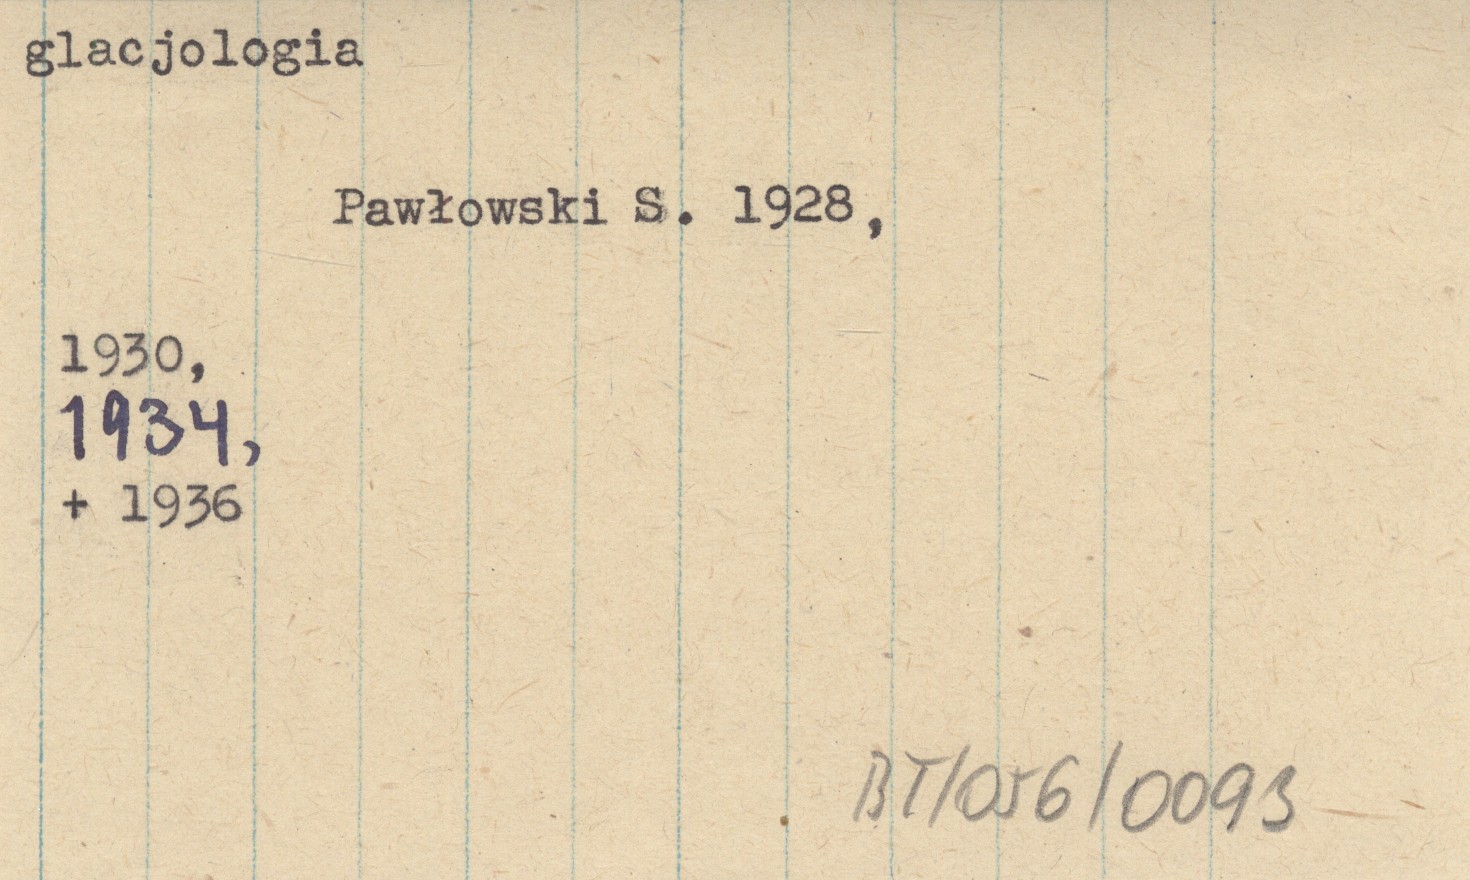 glacjologia
Pawłowski S. 1928,
1930,
1934,
+ 1936
BT/056/0093